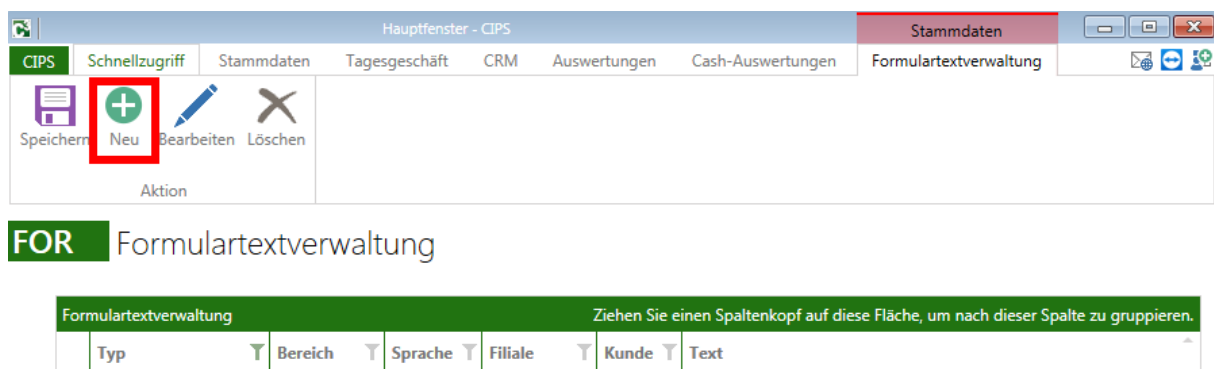 Hauptfenster - CIPS Stammdaten
CIPS Schnellzugriff Stammdaten Tagesgeschäft CRM Auswertungen Cash-Auswertungen Formulartextverwaltung
Speichern Neu Bearbeiten Löschen
Aktion
FOR Formulartextverwaltung
Formulartextverwaltung Ziehen Sie einen Spaltenkopf auf diese Fläche, um nach dieser Spalte zu gruppieren.
Typ Bereich Sprache Filiale Kunde Text